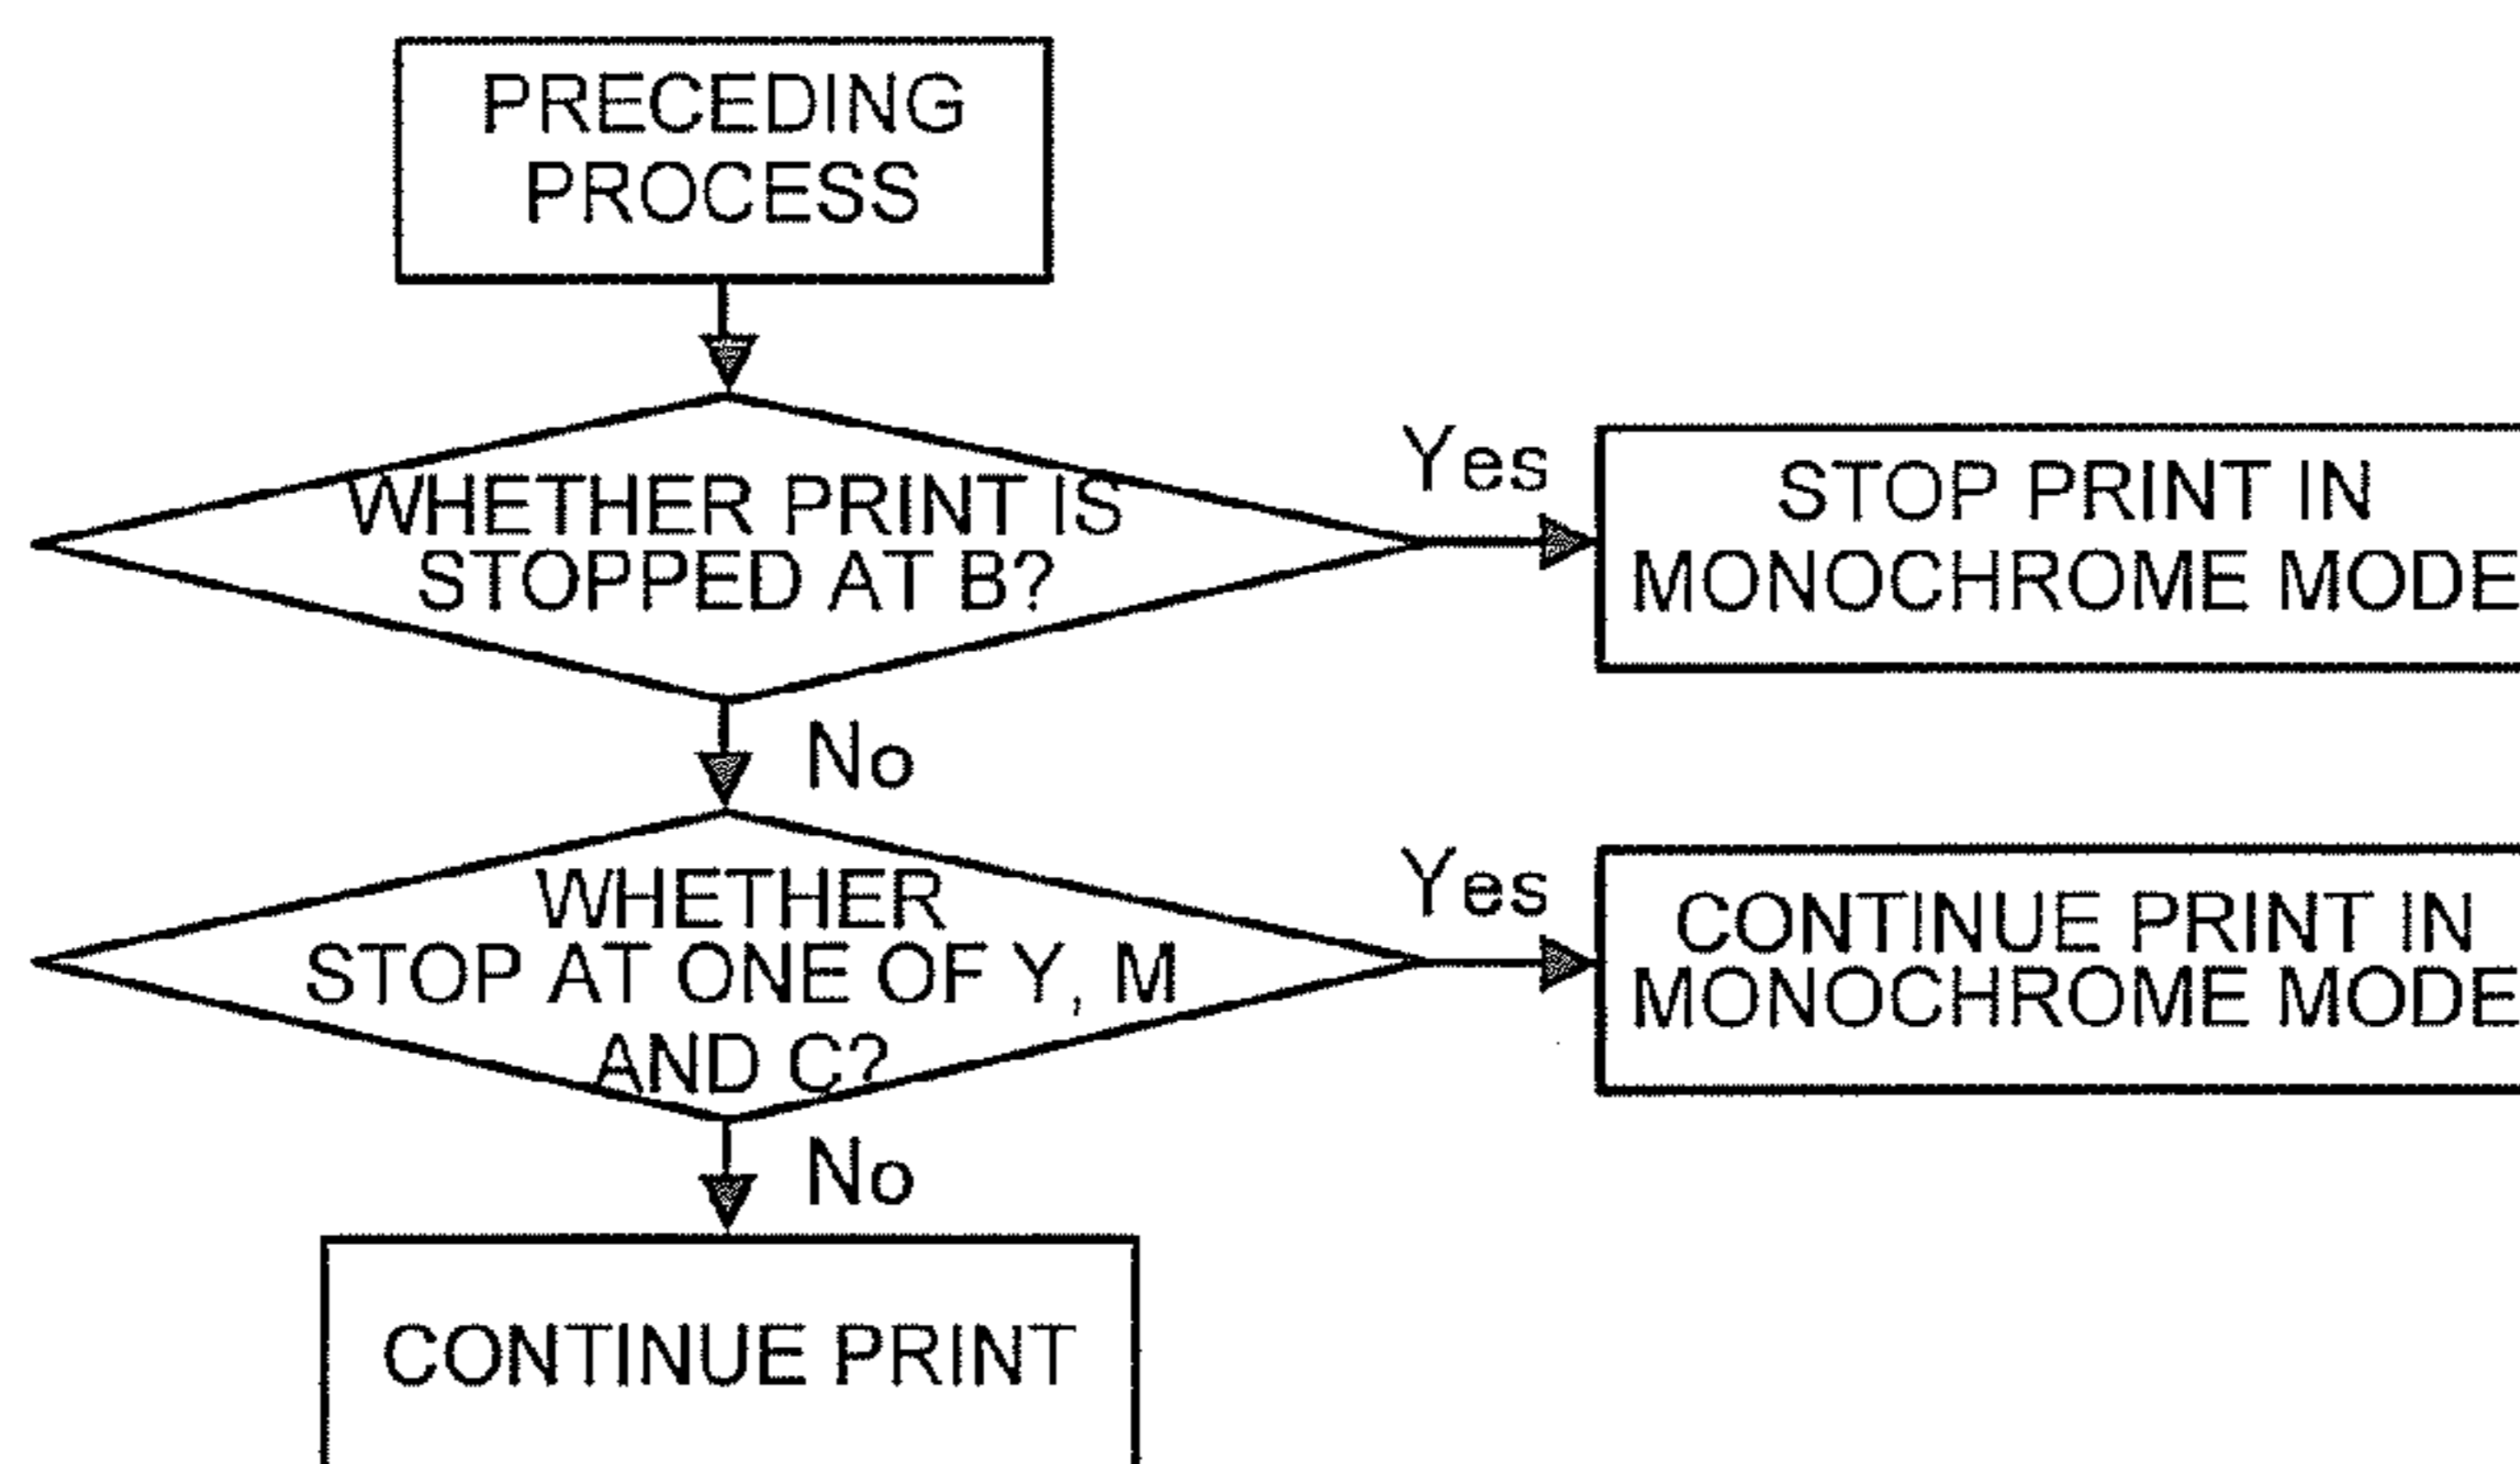 PRECEDING
PROCESS
WHETHER PRINT IS
STOPPED AT B?
Yes
STOP PRINT IN
MONOCHROME MODE
No
WHETHER
STOP AT ONE OF Y, M
AND C?
Yes
CONTINUE PRINT IN
MONOCHROME MODE
No
CONTINUE PRINT